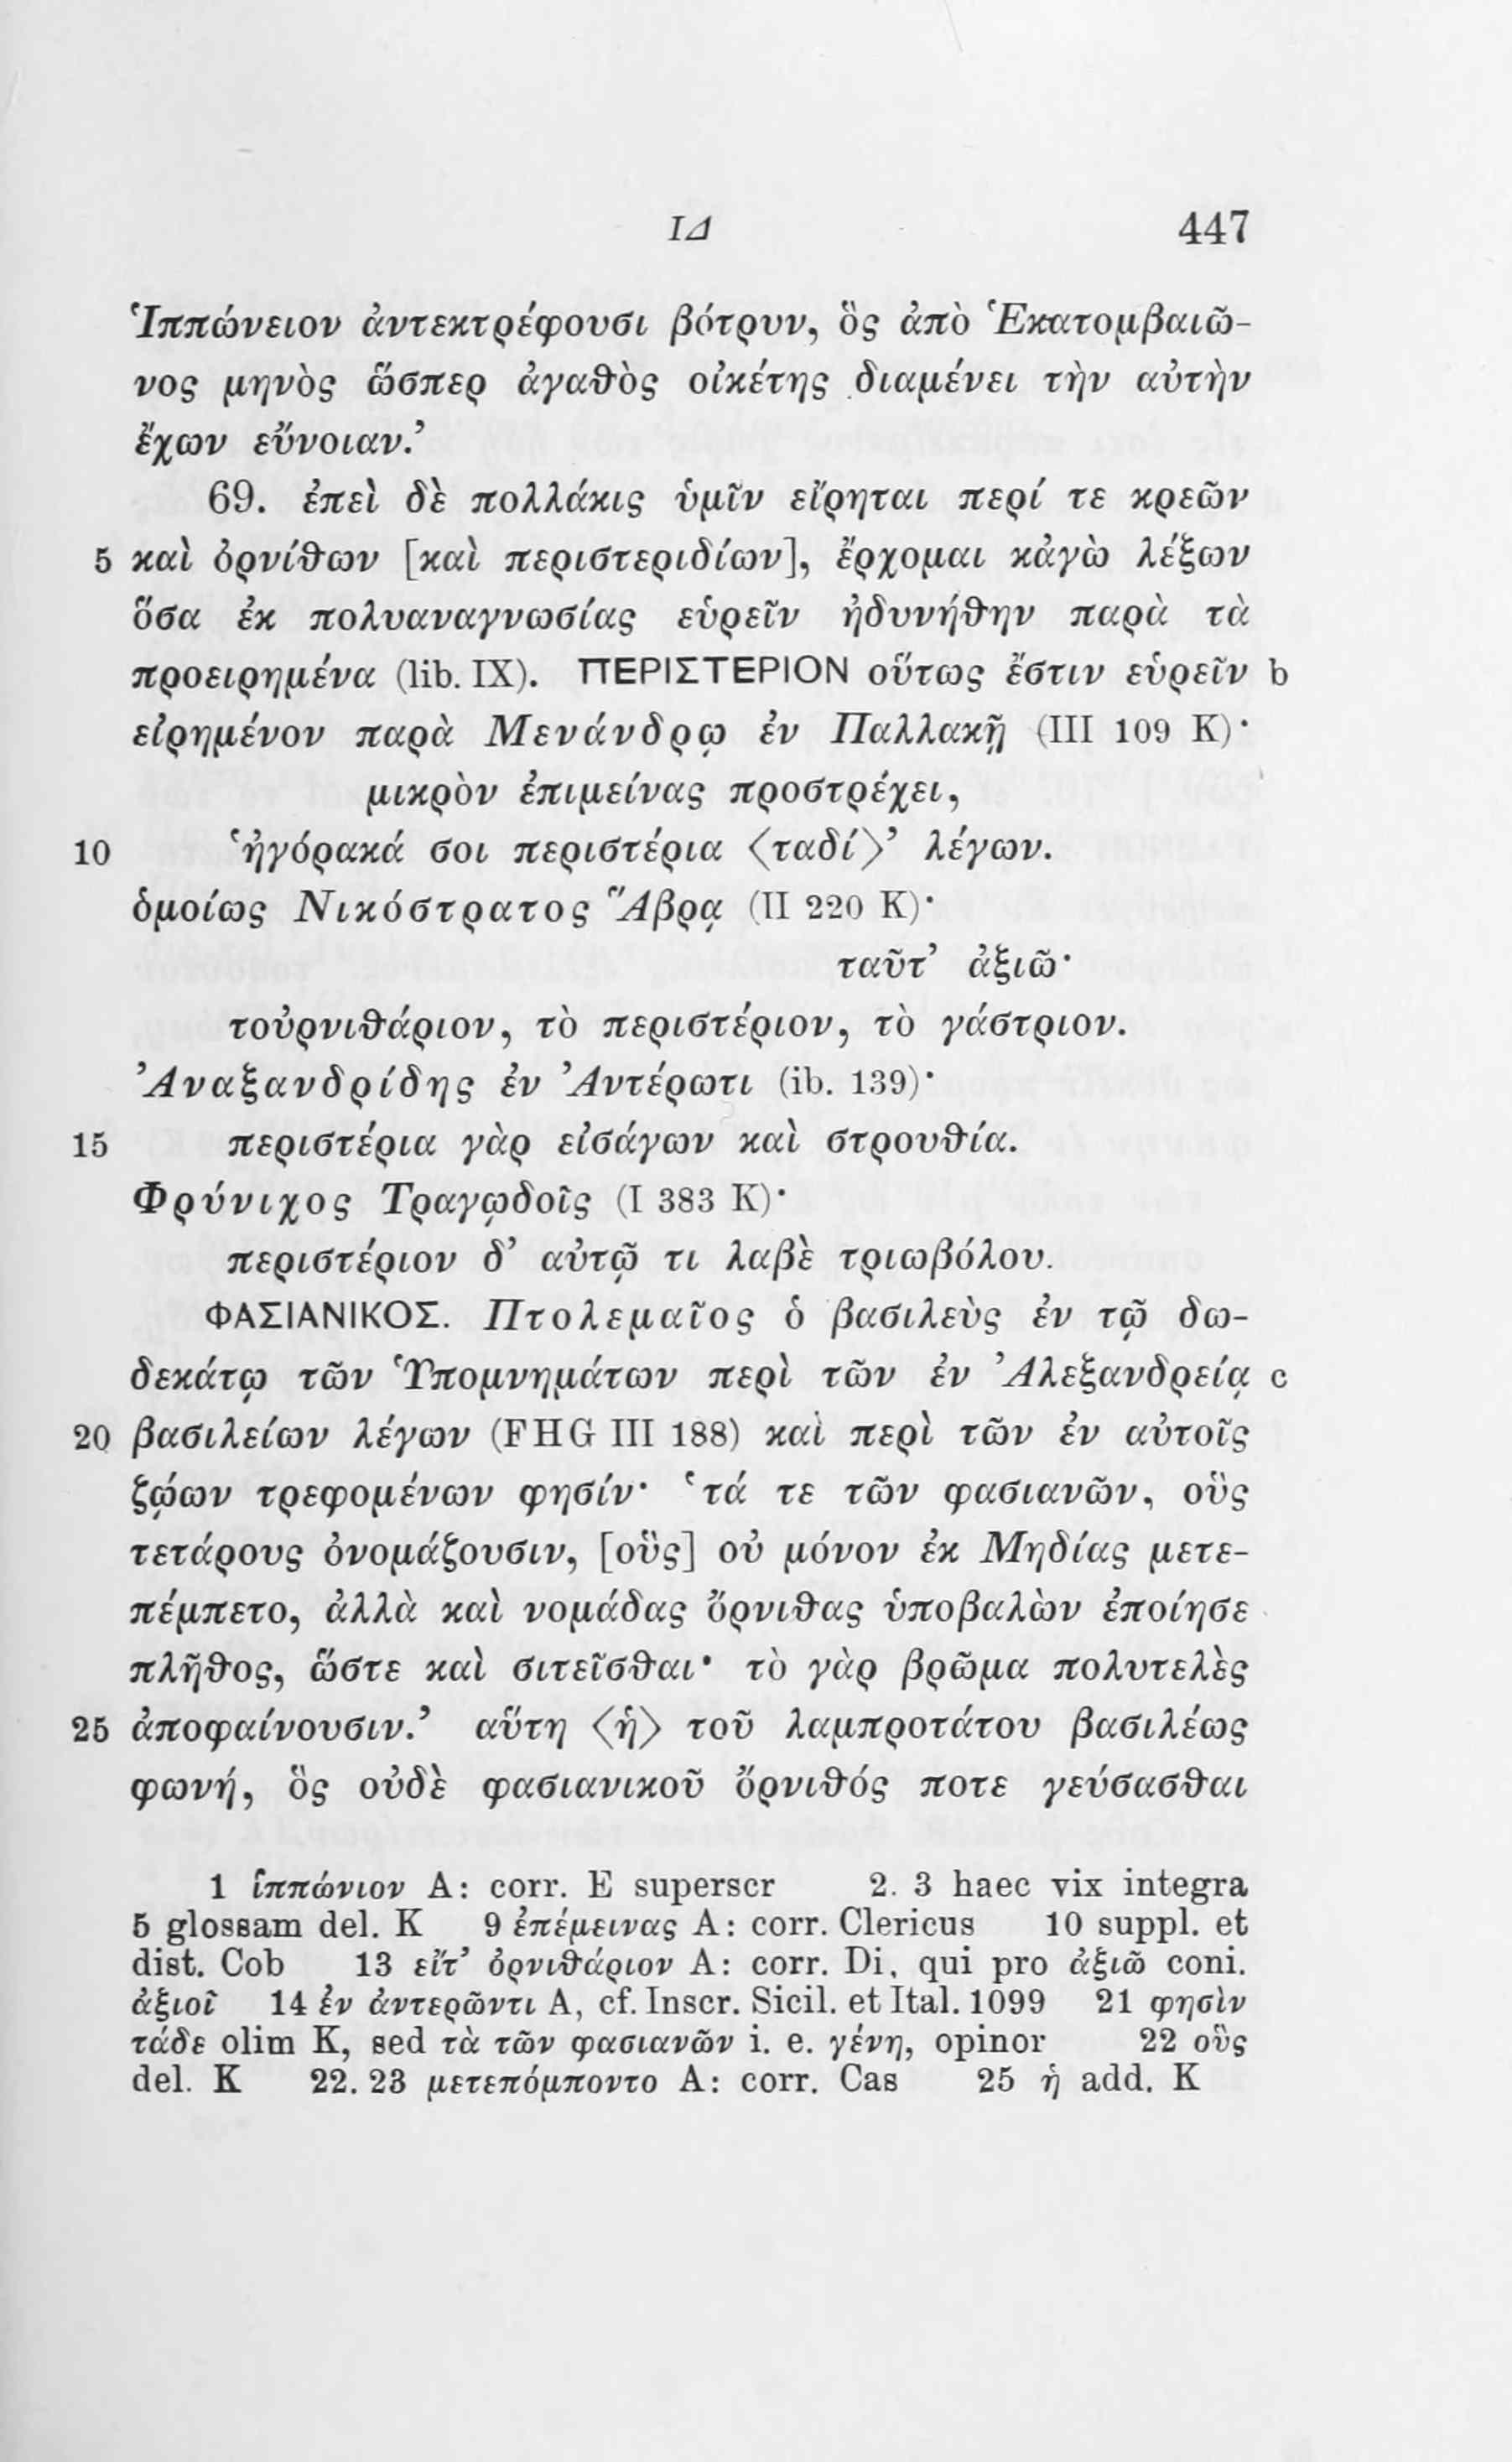 ΙΔ 447
Ἱππώνειον ἀντεκτρέφουσι βότρυν, ὃς ἀπὸ Ἑκατομβαιῶ-
νος μηνὸς ὥσπερ ἀγαθὸς οἰκέτης διαμένει τὴν αὐτὴν
ἔχων εὔνοιαν.’
69. ἐπεὶ δὲ πολλάκις ὑμῖν εἴρηται περί τε κρεῶν
5 καὶ ὀρνίθων [καὶ περιστεριδίων], ἔρχομαι κἀγὼ λέξων
ὅσα ἐκ πολυαναγνωσίας εὑρεῖν ἠδυνήθην παρὰ τὰ
προειρημένα (lib. IX). ΠΕΡΙΣΤΕΡΙΟΝ οὕτως ἔστιν εὑρεῖν b
εἰρημένον παρὰ Μενάνδρῳ ἐν Παλλακῇ (III 109 K)·
μικρὸν ἐπιμείνας προστρέχει,
10 ‘ἠγόρακά σοι περιστέρια <ταδί>’ λέγων.
ὁμοίως Νικόστρατος Ἅβρᾳ (II 220 K)·
ταῦτ’ ἀξιῶ·
τοὐρνιθάριον, τὸ περιστέριον, τὸ γάστριον.
Ἀναξανδρίδης ἐν Ἀντέρωτι (ib. 139)·
15 περιστέρια γὰρ εἰσάγων καὶ στρουθία.
Φρύνιχος Τραγῳδοῖς (I 383 K)·
περιστέριον δ’ αὐτῷ τι λαβὲ τριωβόλου.
ΦΑΣΙΑΝΙΚΟΣ. Πτολεμαῖος ὁ βασιλεὺς ἐν τῷ δω-
δεκάτῳ τῶν Ὑπομνημάτων περὶ τῶν ἐν Ἀλεξανδρείᾳ c
20 βασιλείων λέγων (FHG III 188) καὶ περὶ τῶν ἐν αὐτοῖς
ζῴων τρεφομένων φησίν· ‘τά τε τῶν φασιανῶν, οὓς
τετάρους ὀνομάζουσιν, [οὓς] οὐ μόνον ἐκ Μηδίας μετε-
πέμπετο, ἀλλὰ καὶ νομάδας ὄρνιθας ὑποβαλὼν ἐποίησε
πλῆθος, ὥστε καὶ σιτεῖσθαι· τὸ γὰρ βρῶμα πολυτελὲς
25 ἀποφαίνουσιν.’ αὕτη <ἡ> τοῦ λαμπροτάτου βασιλέως
φωνή, ὃς οὐδὲ φασιανικοῦ ὄρνιθός ποτε γεύσασθαι
1 ἱππώνιον A: corr. E superscr 2. 3 haec vix integra
5 glossam del. K 9 ἐπέμεινας A: corr. Clericus 10 suppl. et
dist. Cob 13 εἴτ’ ὀρνιθάριον A: corr. Di, qui pro ἀξιῶ coni.
ἀξιοῖ 14 ἐν ἀντερῶντι A, cf. Inscr. Sicil. et Ital. 1099 21 φησὶν
τάδε olim K, sed τὰ τῶν φασιανῶν i. e. γένη, opinor 22 οὓς
del. K 22. 23 μετεπόμποντο A: corr. Cas 25 ἡ add. K